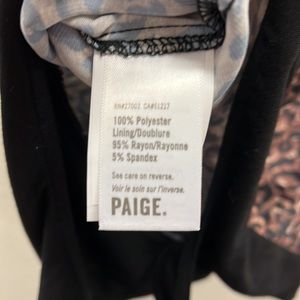 RN#27002 CA#51217
100% Polyester
Lining/Doublure
95% Rayon/Rayonne
5% Spandex
See care on reverse.
Voir le soin sur l'inverse.
PAIGE.